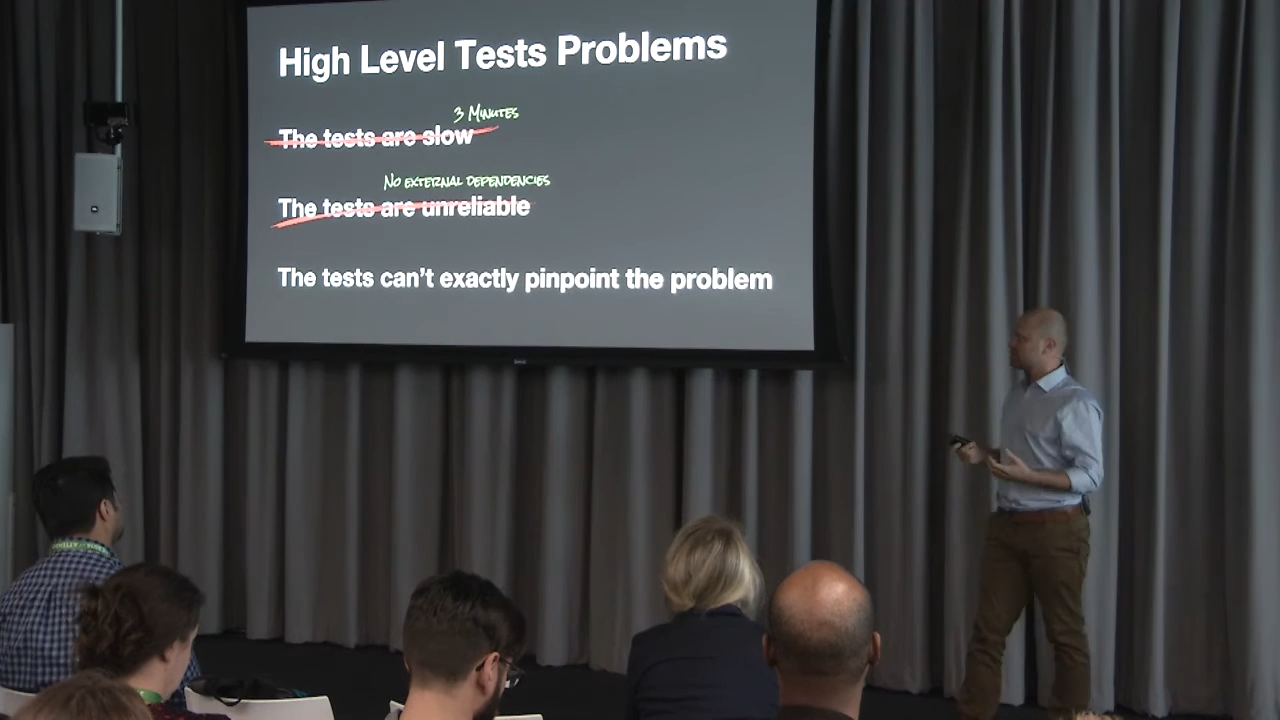 High Level Tests Problems
3 Minutes
The tests are slow
No external dependencies
The tests are unreliable
The tests can't exactly pinpoint the problem